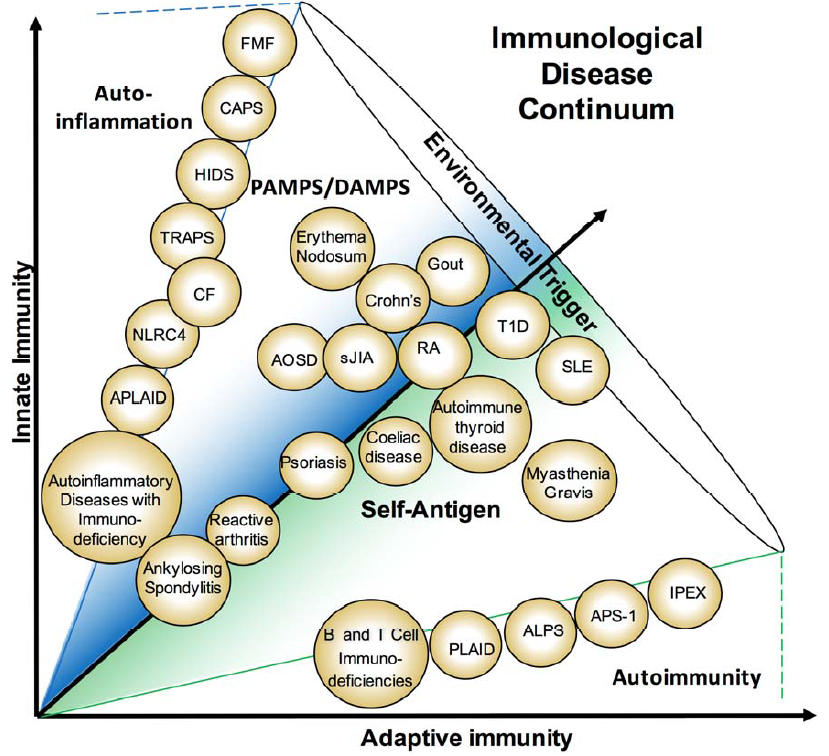 Immunological
Disease
Continuum
FMF
Auto-
inflammation
CAPS
Environmental Trigger
HIDS
PAMPS/DAMPS
TRAPS
Erythema
Nodosum
Gout
CF
Crohn's
NLRC4
T1D
AOSD
sJIA
RA
SLE
APLAID
Autoimmune
thyroid
disease
Coeliac
disease
Psoriasis
Myasthenia
Gravis
Autoinflammatory
Diseases with
Immuno-
deficiency
Self-Antigen
Reactive
arthritis
Ankylosing
Spondylitis
IPEX
APS-1
ALPS
PLAID
B and T Cell
Immuno-
deficiencies
Autoimmunity
Innate Immunity
Adaptive immunity